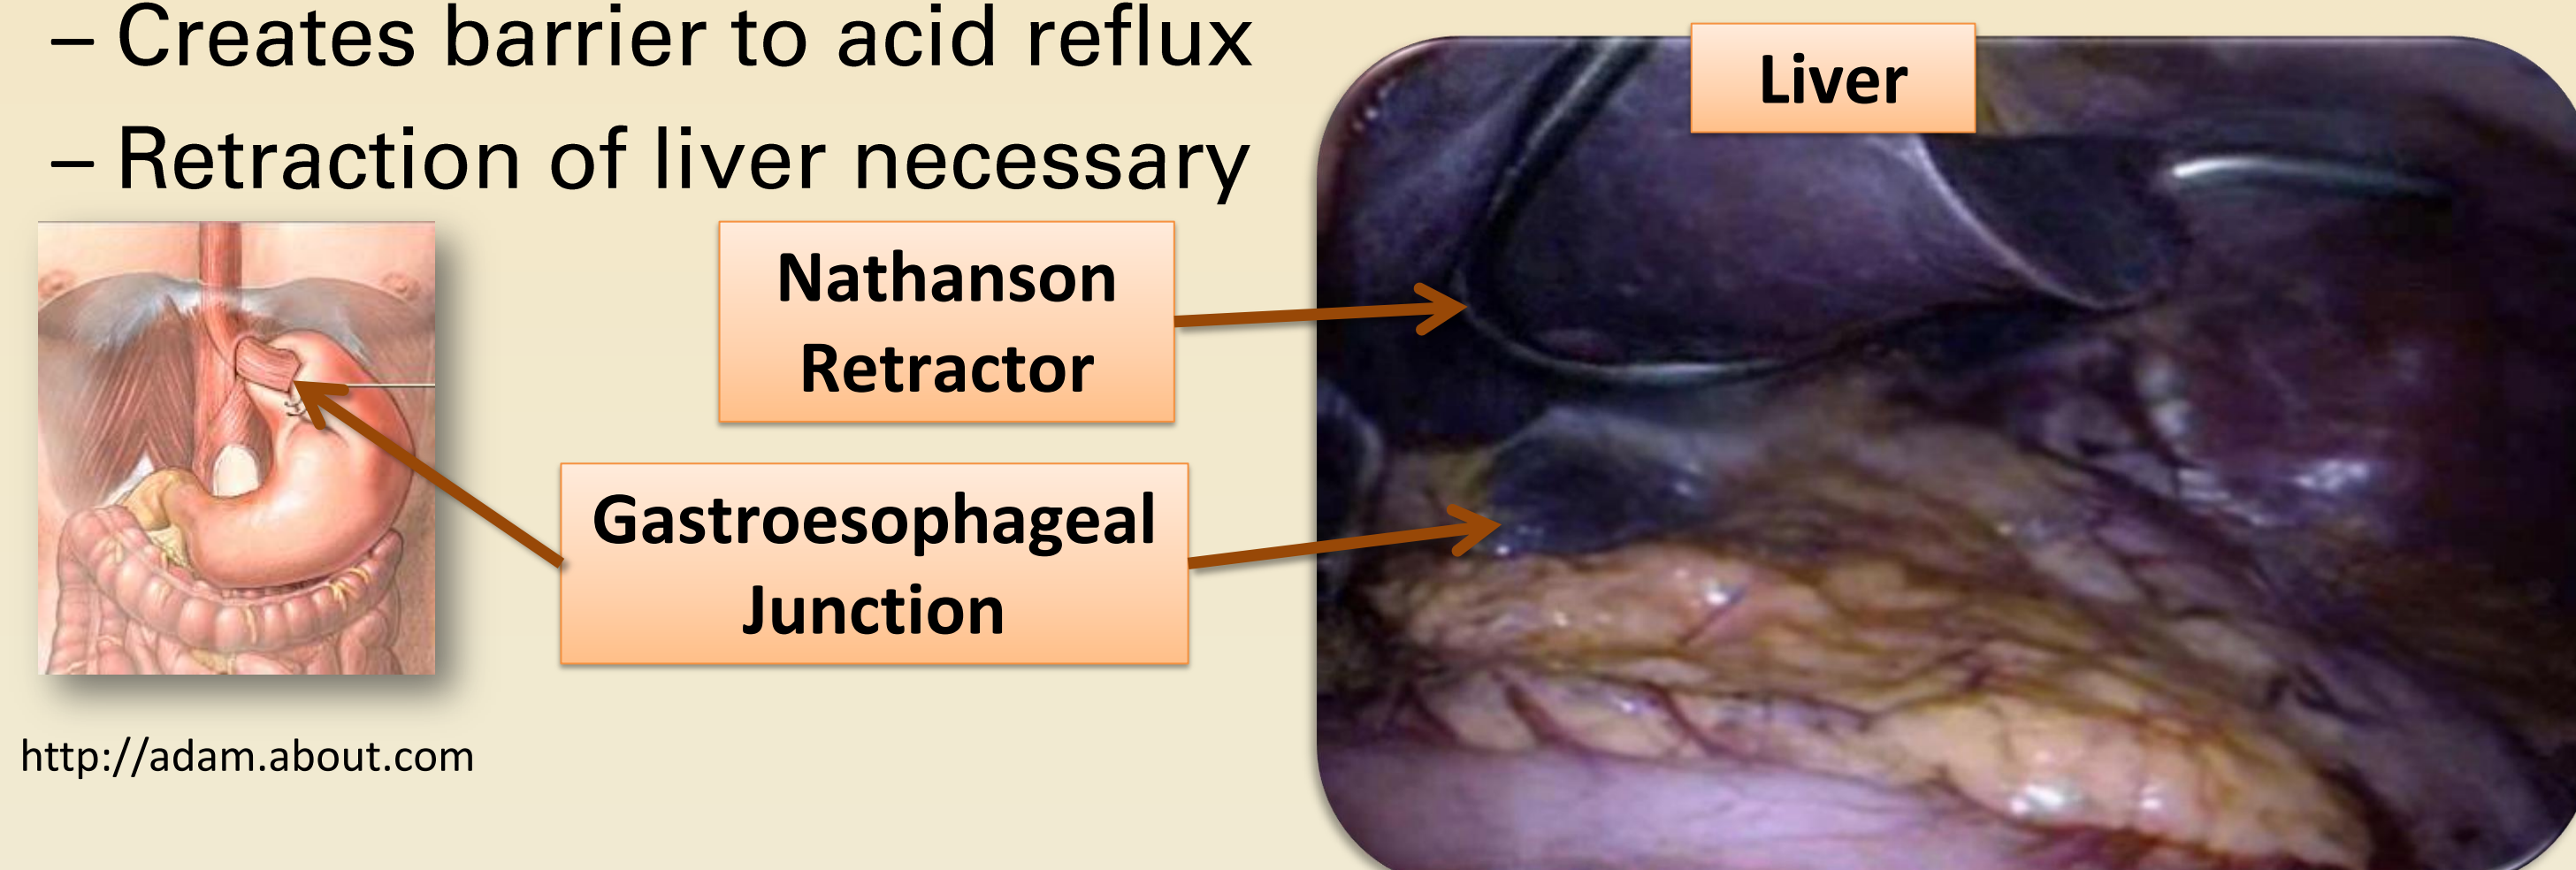 – Creates barrier to acid reflux
– Retraction of liver necessary
Liver
Nathanson
Retractor
Gastroesophageal
Junction
http://adam.about.com